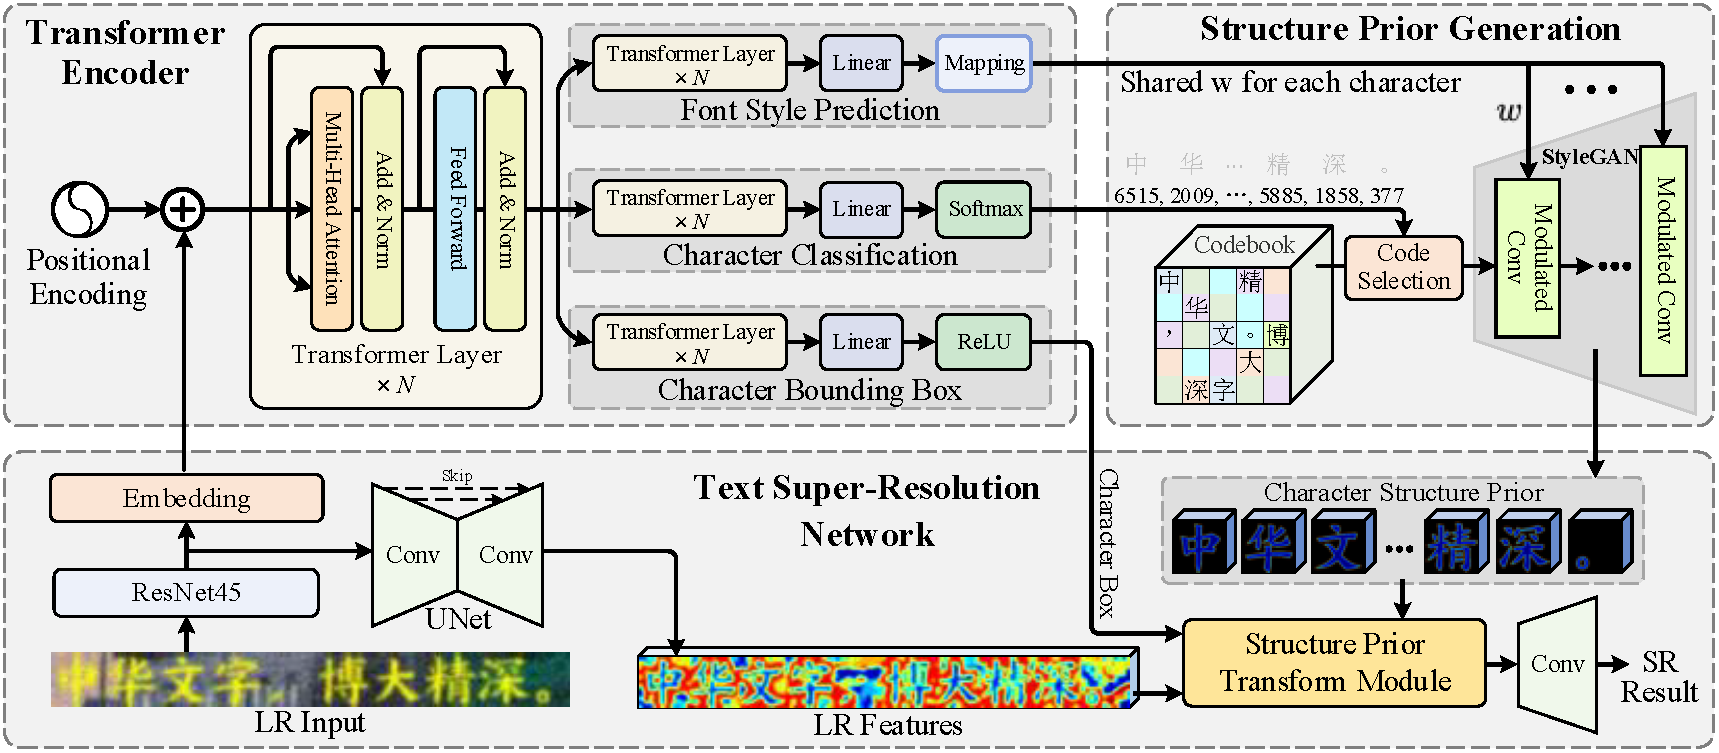 Transformer
Encoder
Multi-Head Attention
Add & Norm
Feed Forward
Add & Norm
Transformer Layer
× N
Positional
Encoding
Transformer Layer
× N
Linear
Mapping
Font Style Prediction
Transformer Layer
× N
Linear
Softmax
Character Classification
Transformer Layer
× N
Linear
ReLU
Character Bounding Box
Structure Prior Generation
Shared w for each character
w
StyleGAN
中 华 … 精 深 。
6515, 2009, …, 5885, 1858, 377
Codebook
中 精
华
， 文 。 博
大
深 字
Code
Selection
Modulated
Conv
Modulated Conv
Text Super-Resolution
Network
Embedding
ResNet45
Skip
Conv
Conv
UNet
中华文字，博大精深。
LR Input
中华文字，博大精深。
LR Features
Character Box
Character Structure Prior
中 华 文 … 精 深 。
Structure Prior
Transform Module
Conv
SR
Result